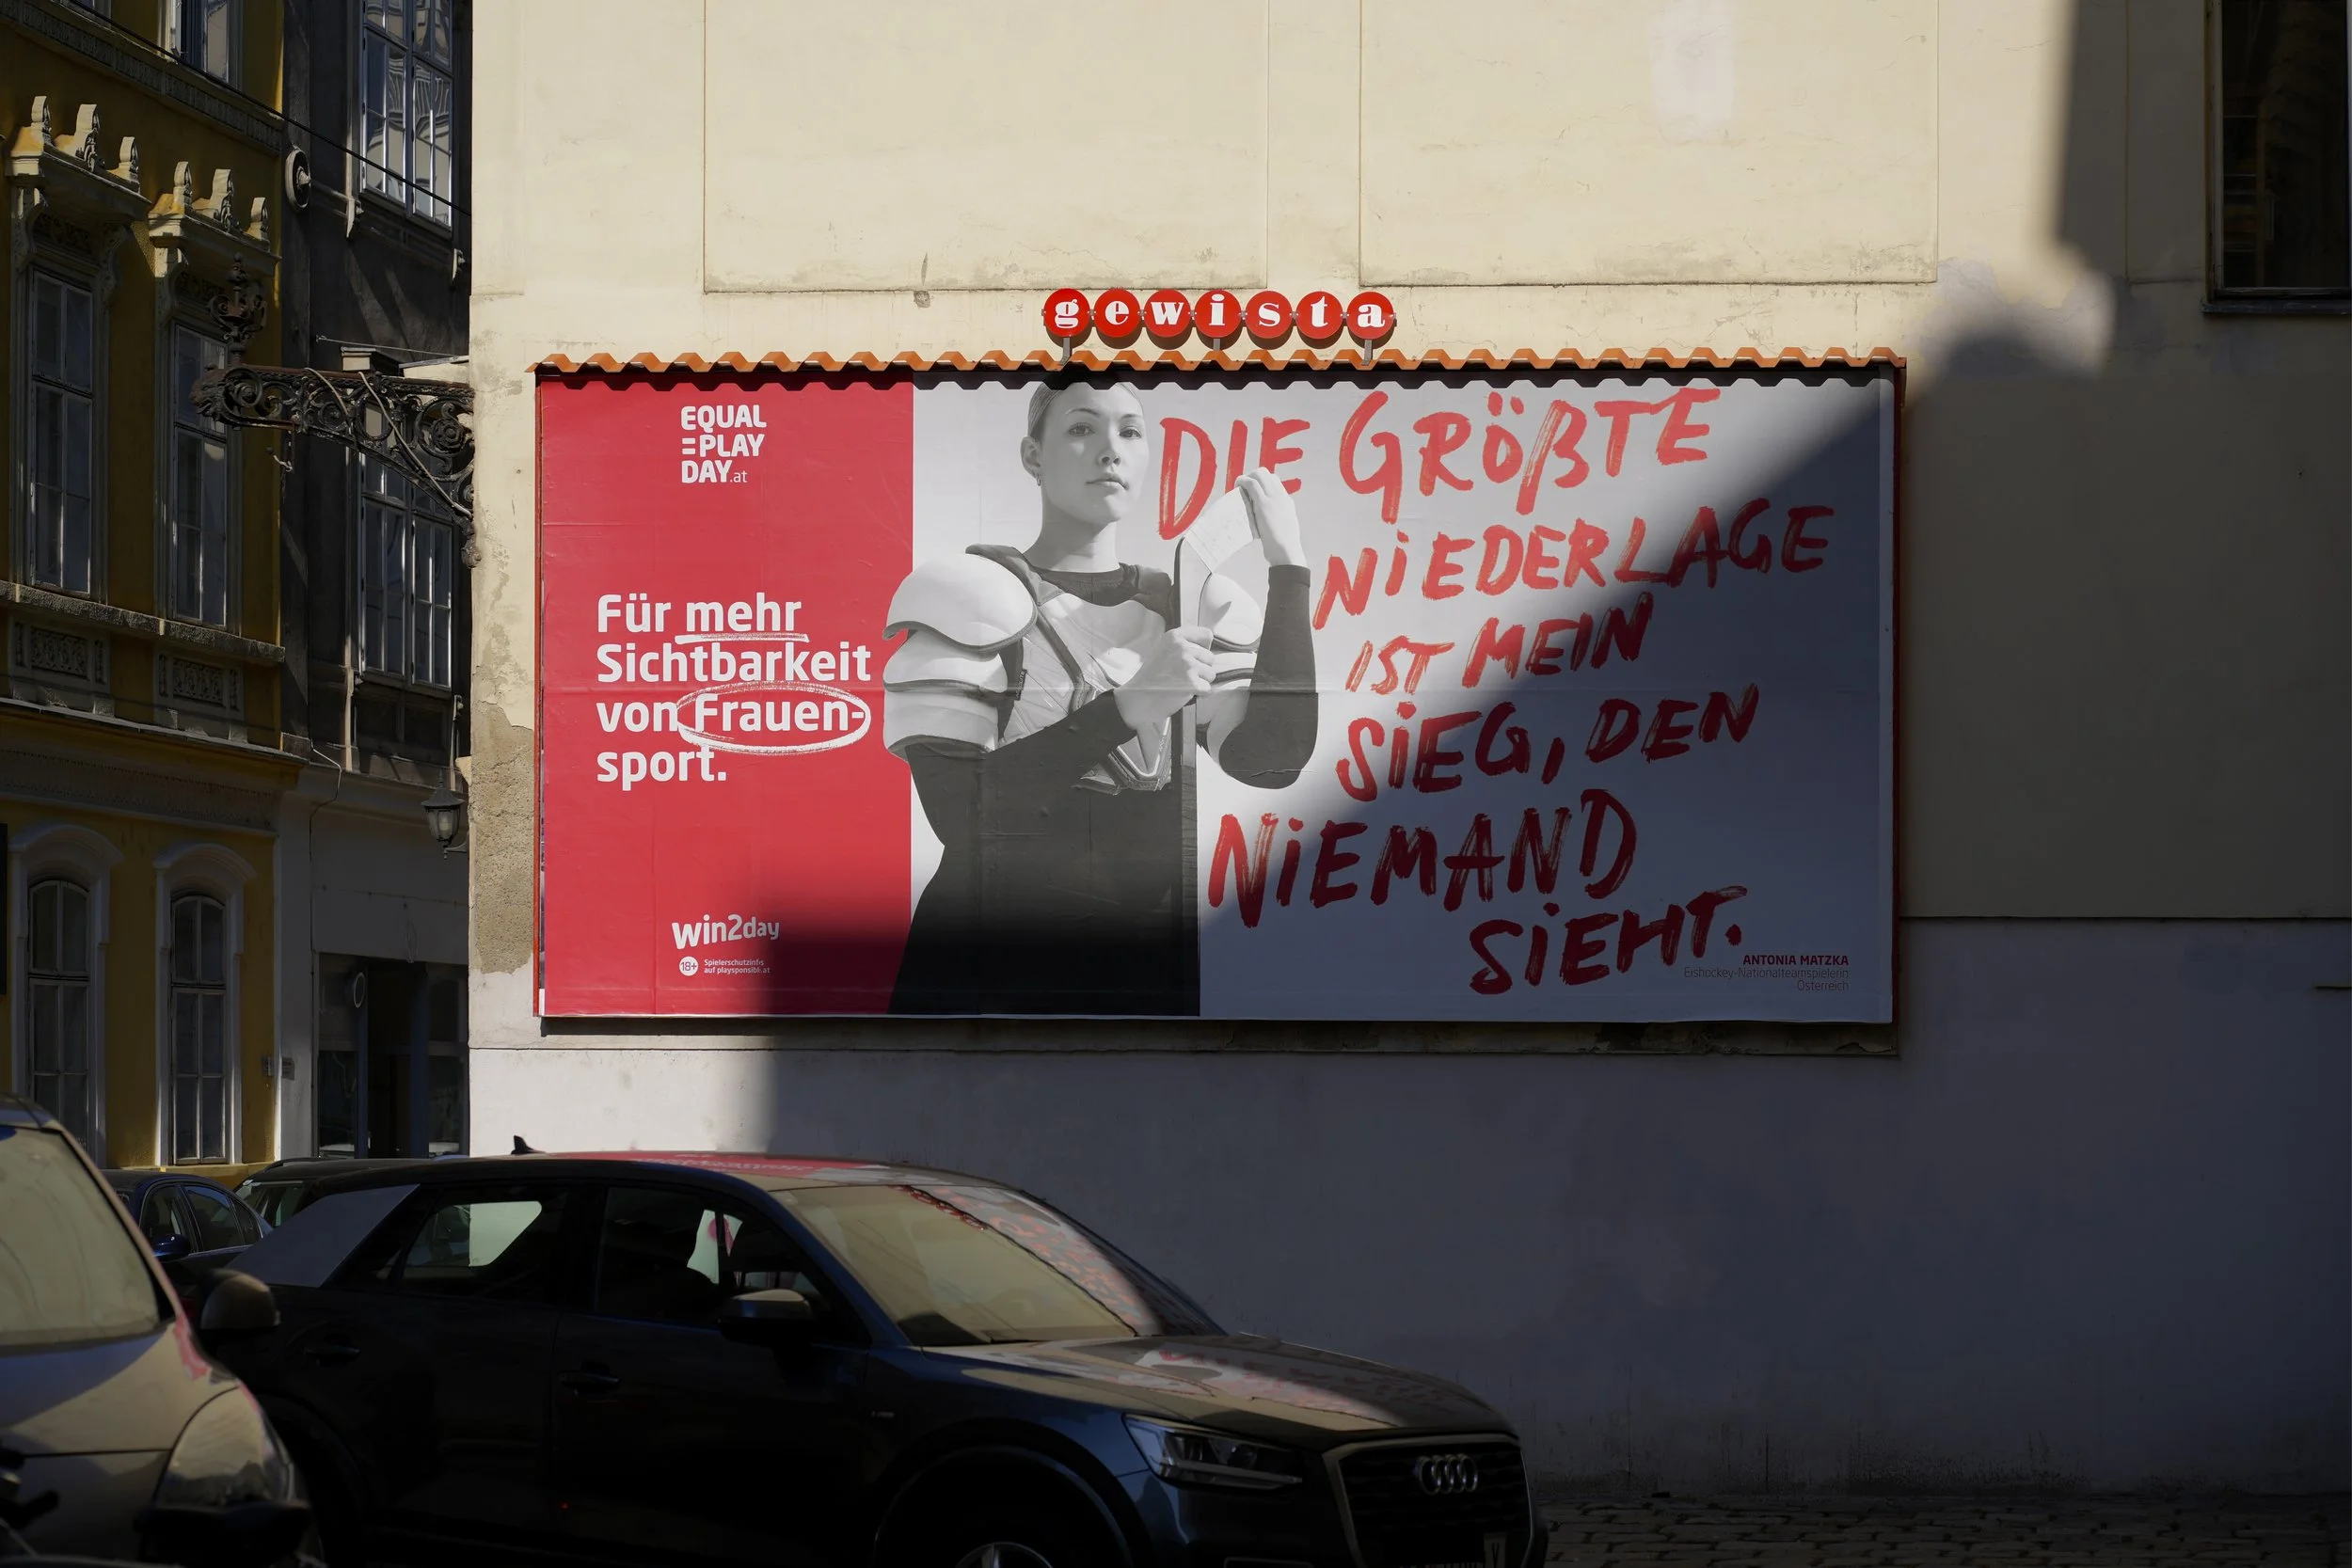 gewista
EQUAL
=PLAY
DAY.at
Für mehr
Sichtbarkeit
von Frauen-
sport.
win2day
18+
Spielerschutzinfos
auf playsponsible.at
DIE GRÖßTE
NiEDERLAGE
IST MEIN
SiEG, DEN
NiEMAND
SiEHT.
ANTONIA MATZKA
Eishockey-Nationalteamspielerin
Österreich